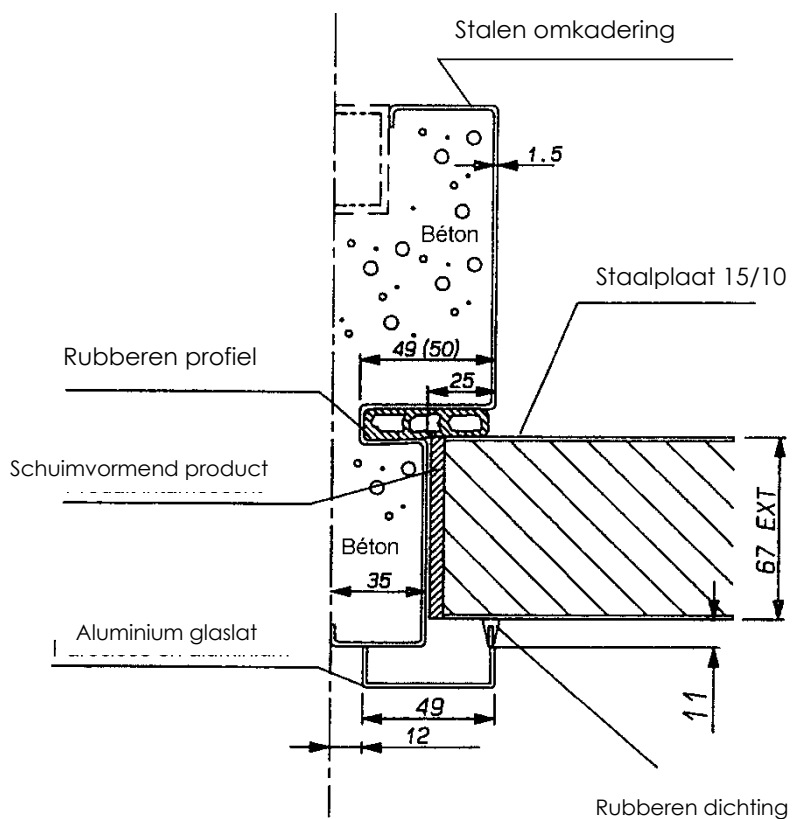 Stalen omkadering
1.5
Béton
Staalplaat 15/10
49 (50)
Rubberen profiel
25
Schuimvormend product
67 EXT
Béton
35
Aluminium glaslat
11
49
12
Rubberen dichting